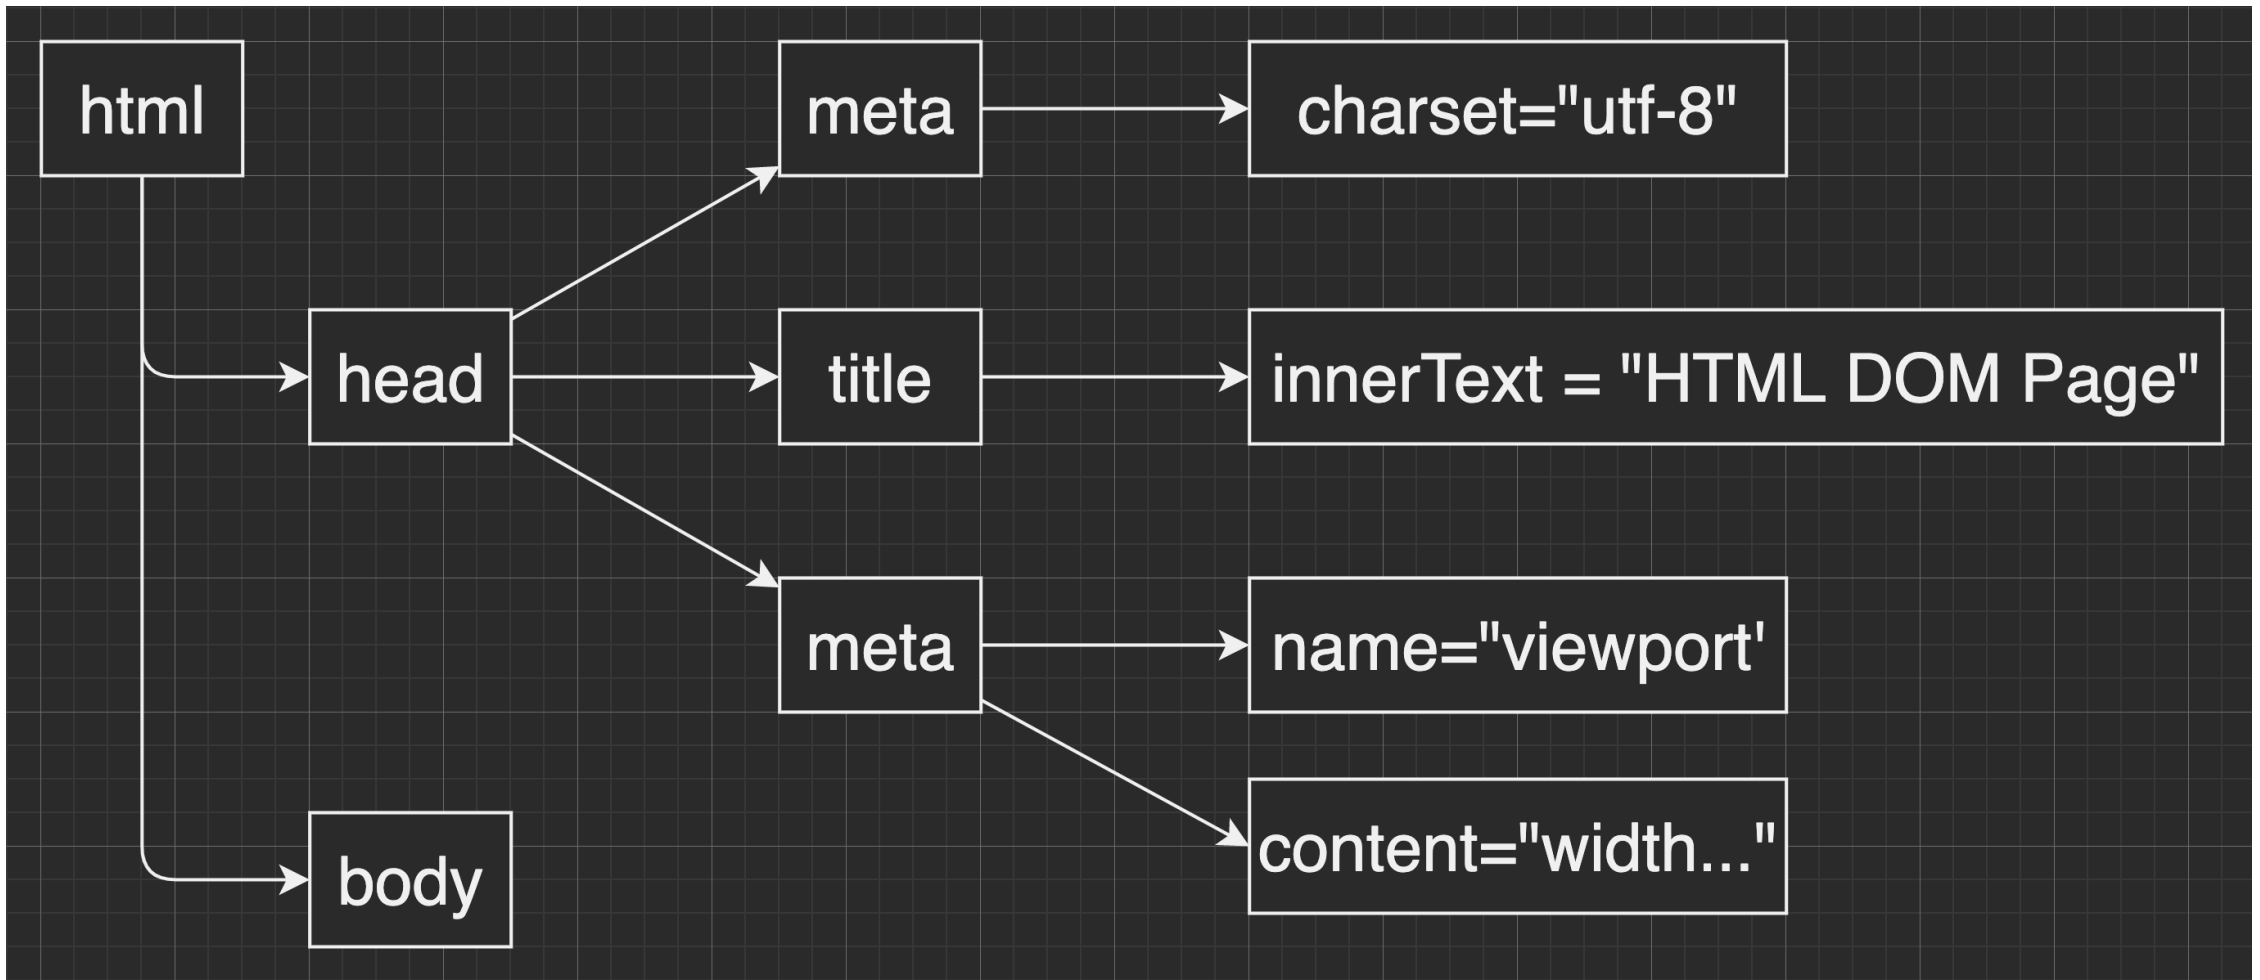 html
meta
charset="utf-8"
head
title
innerText = "HTML DOM Page"
meta
name="viewport'
content="width..."
body